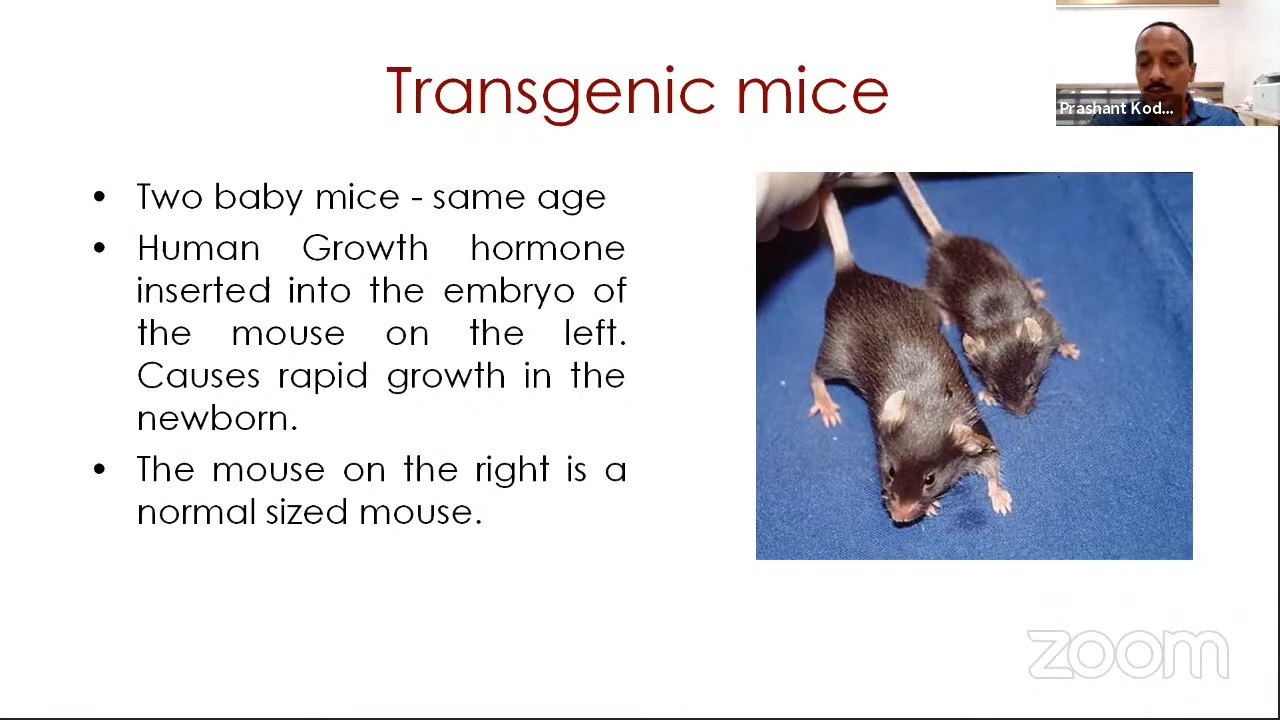 Transgenic mice
Prashant Kod...
• Two baby mice - same age
• Human Growth hormone
inserted into the embryo of
the mouse on the left.
Causes rapid growth in the
newborn.
• The mouse on the right is a
normal sized mouse.
zoom